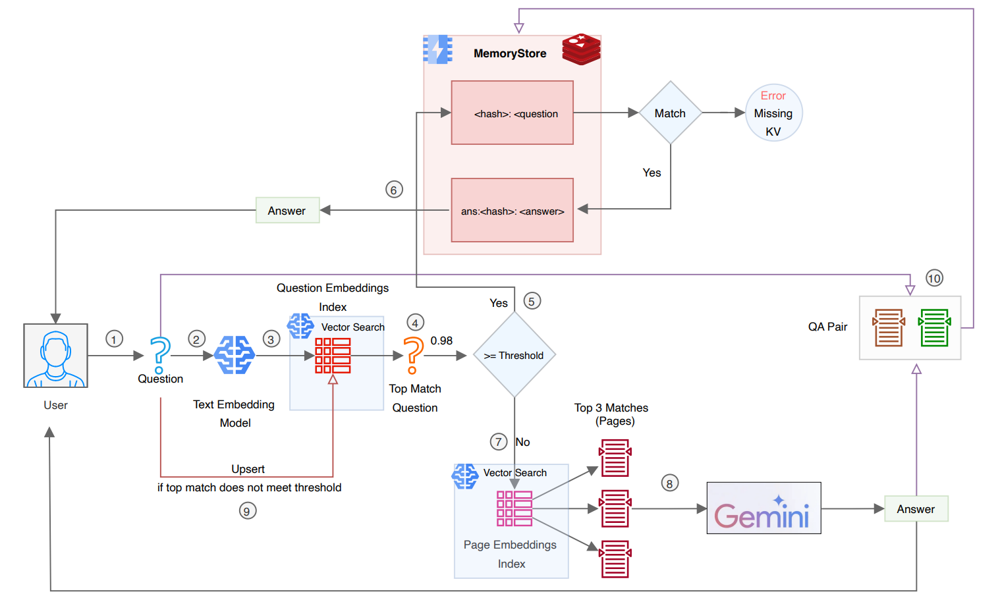 MemoryStore
<hash>: <question
Match
Error
Missing
KV
Yes
6
ans:<hash>: <answer>
Answer
10
Question Embeddings
Index
Yes
5
QA Pair
1
2
3
Vector Search
4
0.98
>= Threshold
Question
User
Text Embedding
Model
Top Match
Question
Top 3 Matches
(Pages)
7
No
Upsert
if top match does not meet threshold
9
Vector Search
8
Gemini
Answer
Page Embeddings
Index